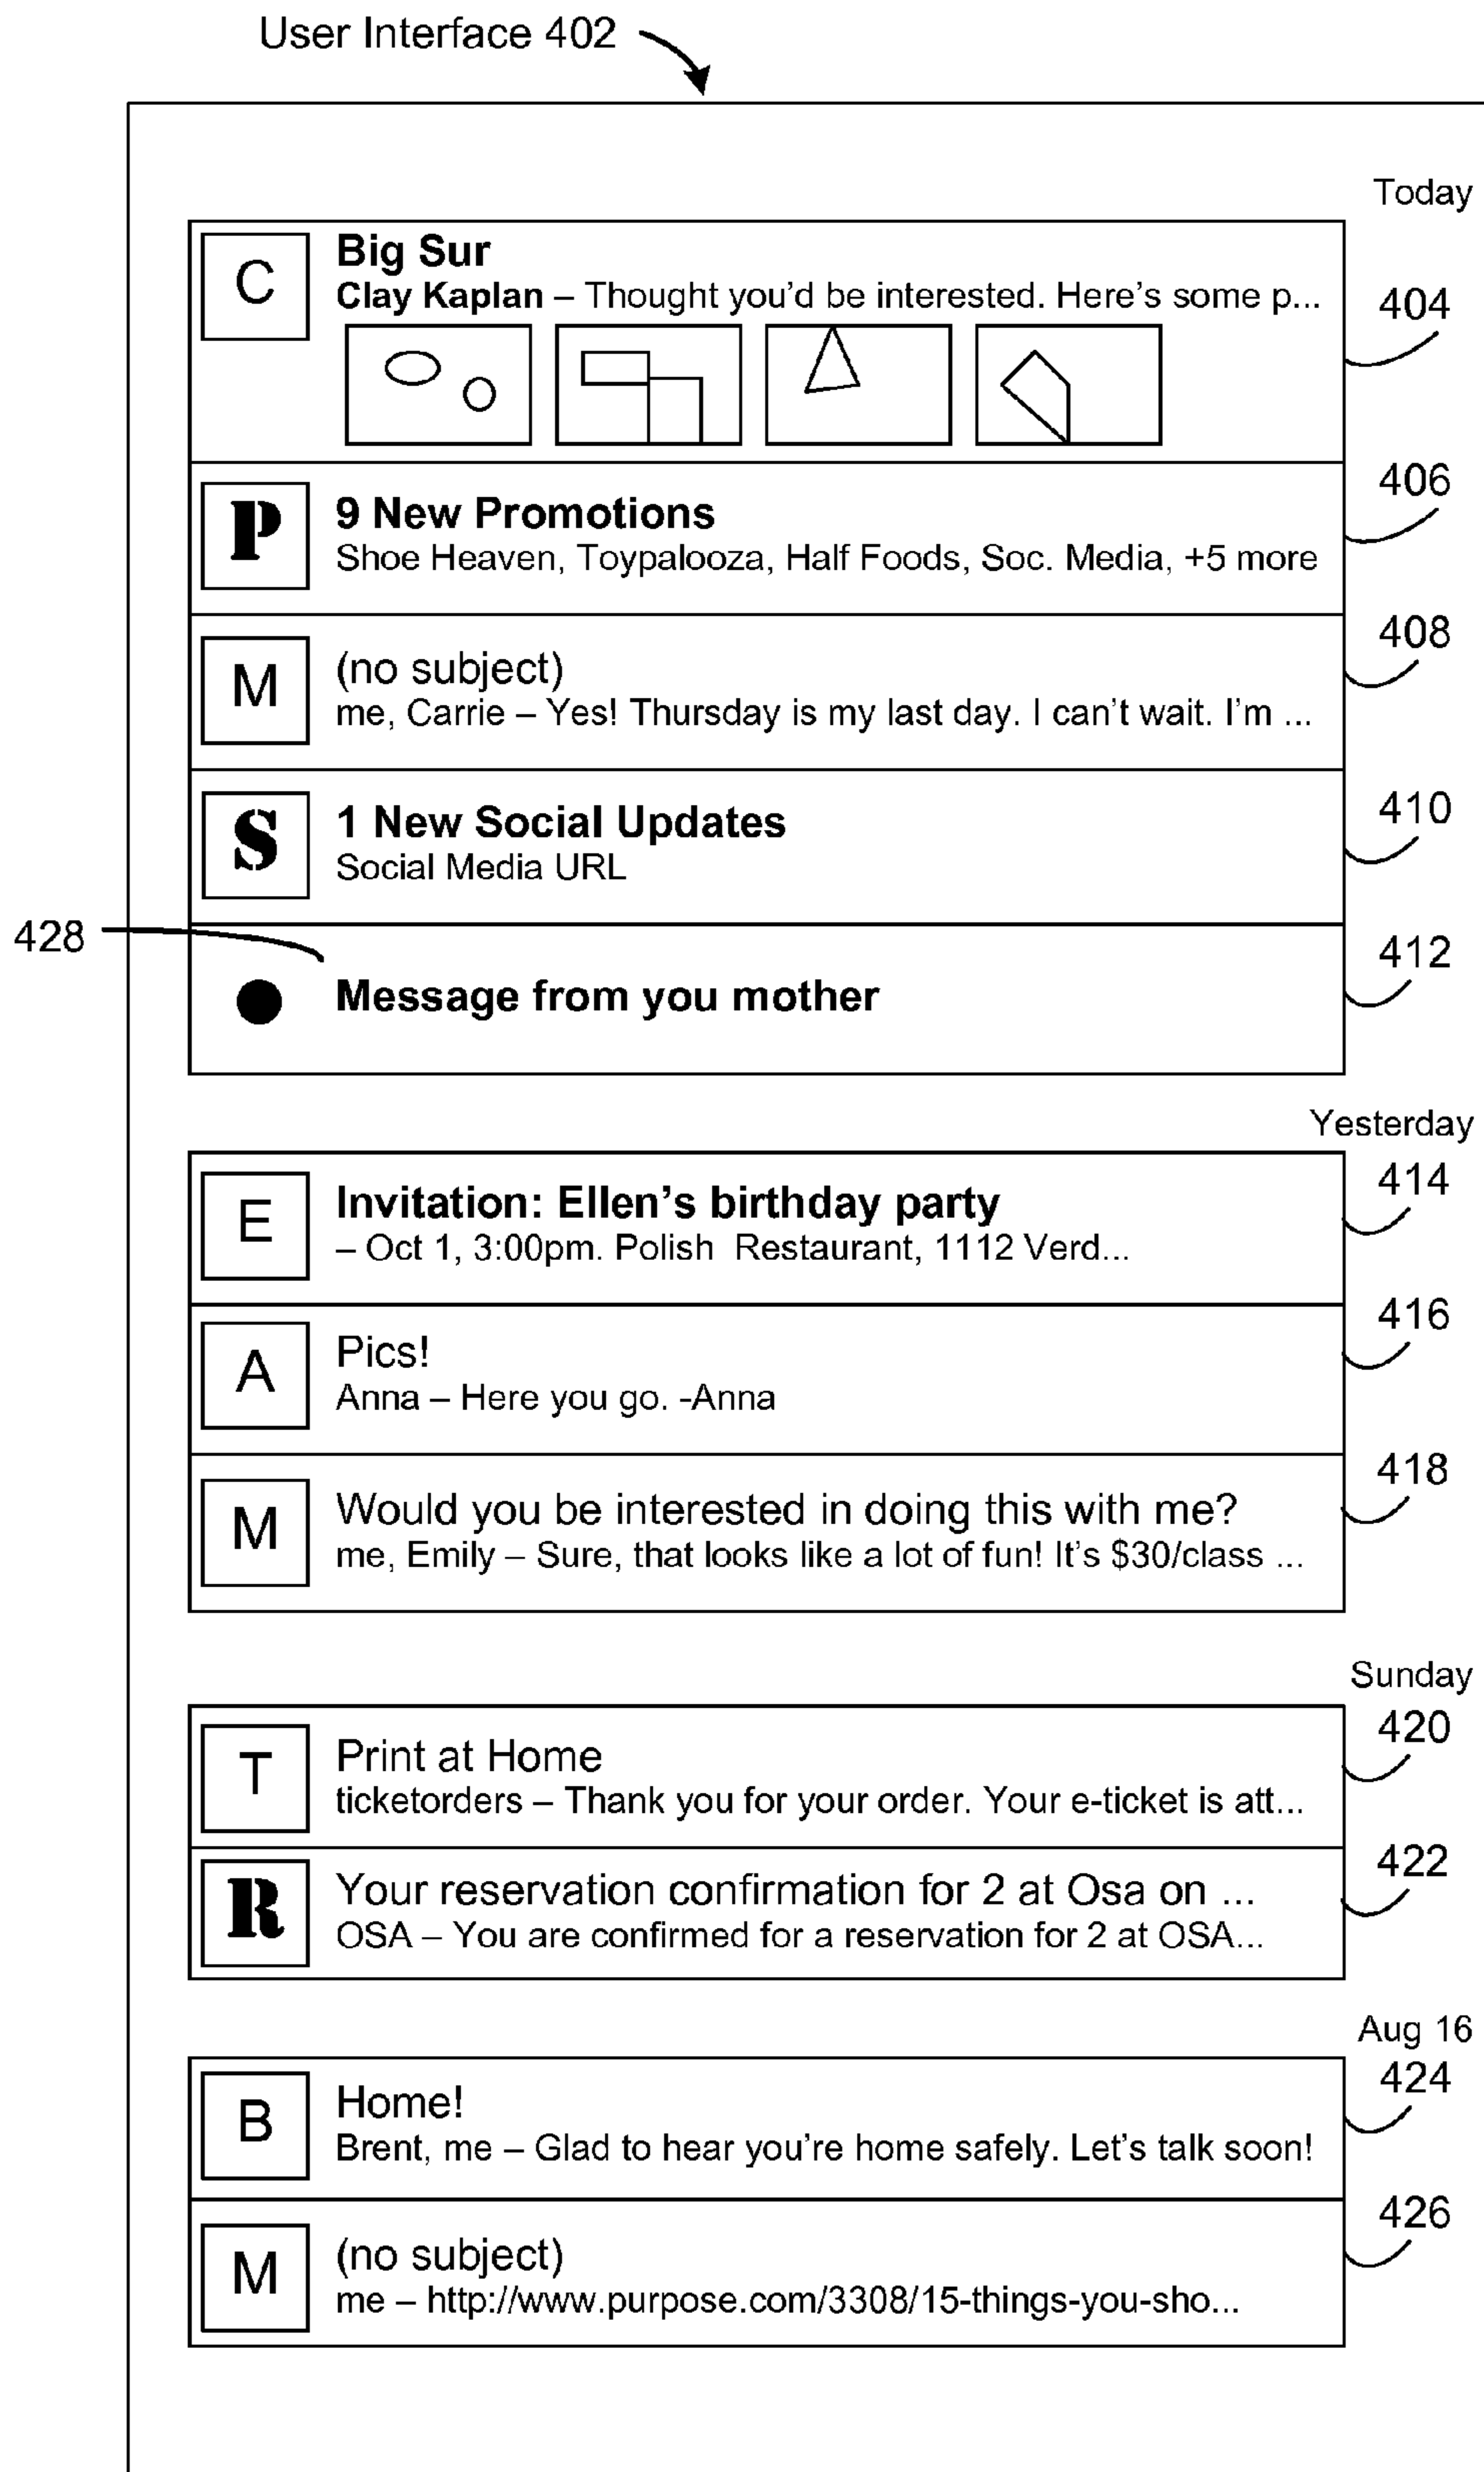 User Interface 402
Today
C
Big Sur
Clay Kaplan – Thought you'd be interested. Here's some p...
404
P
9 New Promotions
Shoe Heaven, Toypalooza, Half Foods, Soc. Media, +5 more
406
M
(no subject)
me, Carrie – Yes! Thursday is my last day. I can't wait. I'm ...
408
S
1 New Social Updates
Social Media URL
410
428
Message from you mother
412
Yesterday
E
Invitation: Ellen's birthday party
– Oct 1, 3:00pm. Polish Restaurant, 1112 Verd...
414
A
Pics!
Anna – Here you go. -Anna
416
M
Would you be interested in doing this with me?
me, Emily – Sure, that looks like a lot of fun! It's $30/class ...
418
Sunday
T
Print at Home
ticketorders – Thank you for your order. Your e-ticket is att...
420
R
Your reservation confirmation for 2 at Osa on ...
OSA – You are confirmed for a reservation for 2 at OSA...
422
Aug 16
B
Home!
Brent, me – Glad to hear you're home safely. Let's talk soon!
424
M
(no subject)
me – http://www.purpose.com/3308/15-things-you-sho...
426